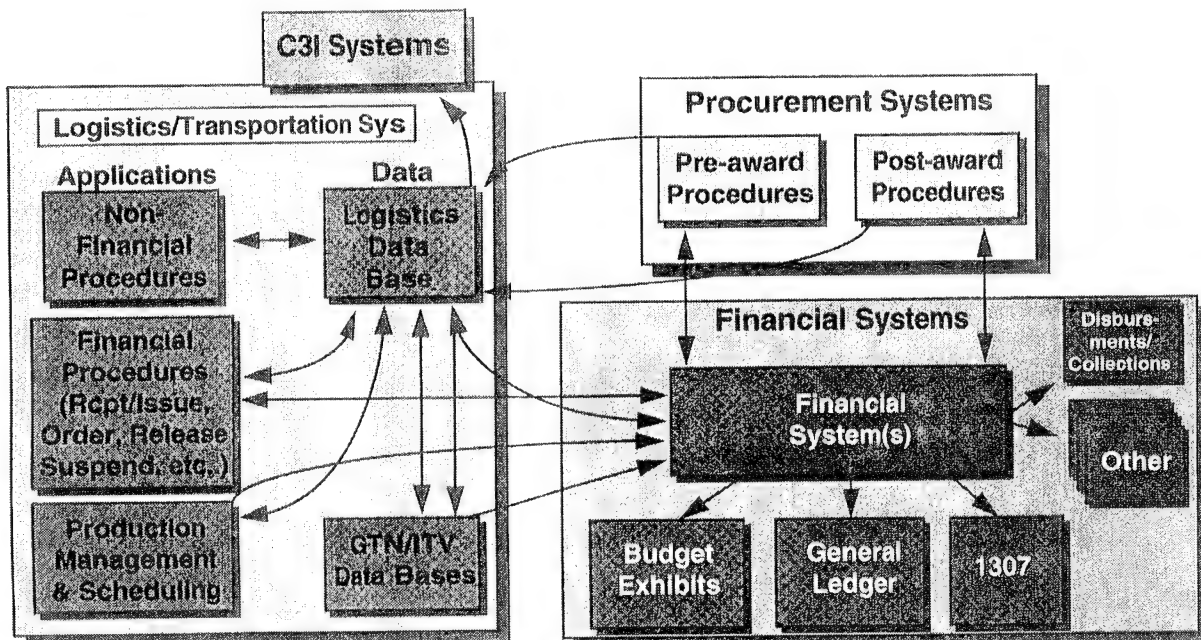 C3I Systems
Logistics/Transportation Sys
Applications
Non-
Financial
Procedures
Financial
Procedures
(Rcpt/Issue,
Order, Release
Suspend, etc,.)
Production
Management
& Scheduling
Data
Logistics
Data
Base
GTN/ITV
Data Bases
Procurement Systems
Pre-award
Procedures
Post-award
Procedures
Financial Systems
Financial
System(s)
Disburse-
ments/
Collections
Other
Budget
Exhibits
General
Ledger
1307